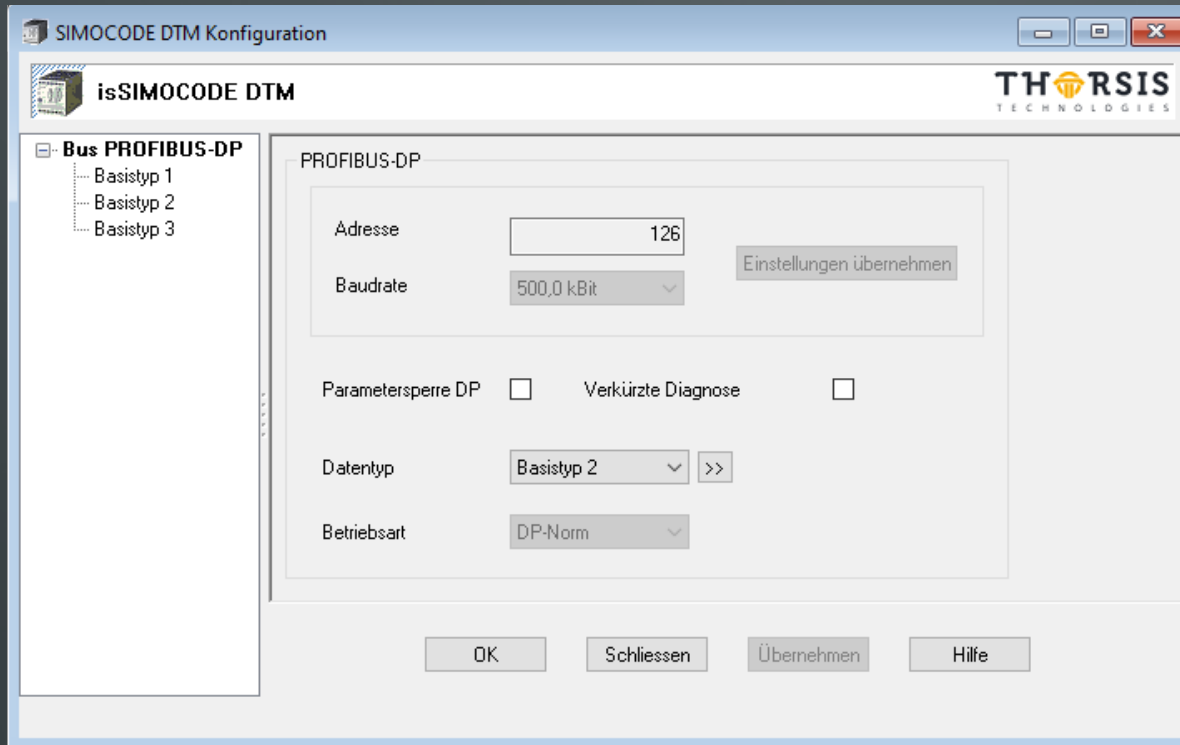 SIMOCODE DTM Konfiguration
isSIMOCODE DTM
THORSIS
TECHNOLOGIES
Bus PROFIBUS-DP
Basistyp 1
Basistyp 2
Basistyp 3
PROFIBUS-DP
Adresse 126
Einstellungen übernehmen
Baudrate 500,0 kBit
Parametersperre DP Verkürzte Diagnose
Datentyp Basistyp 2 >>
Betriebsart DP-Norm
OK Schliessen Übernehmen Hilfe